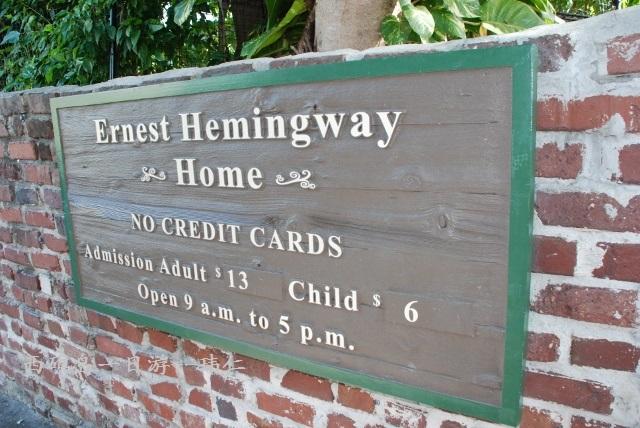 Ernest Hemingway
Home
NO CREDIT CARDS
Admission Adult $ 13 Child $ 6
Open 9 a.m. to 5 p.m.